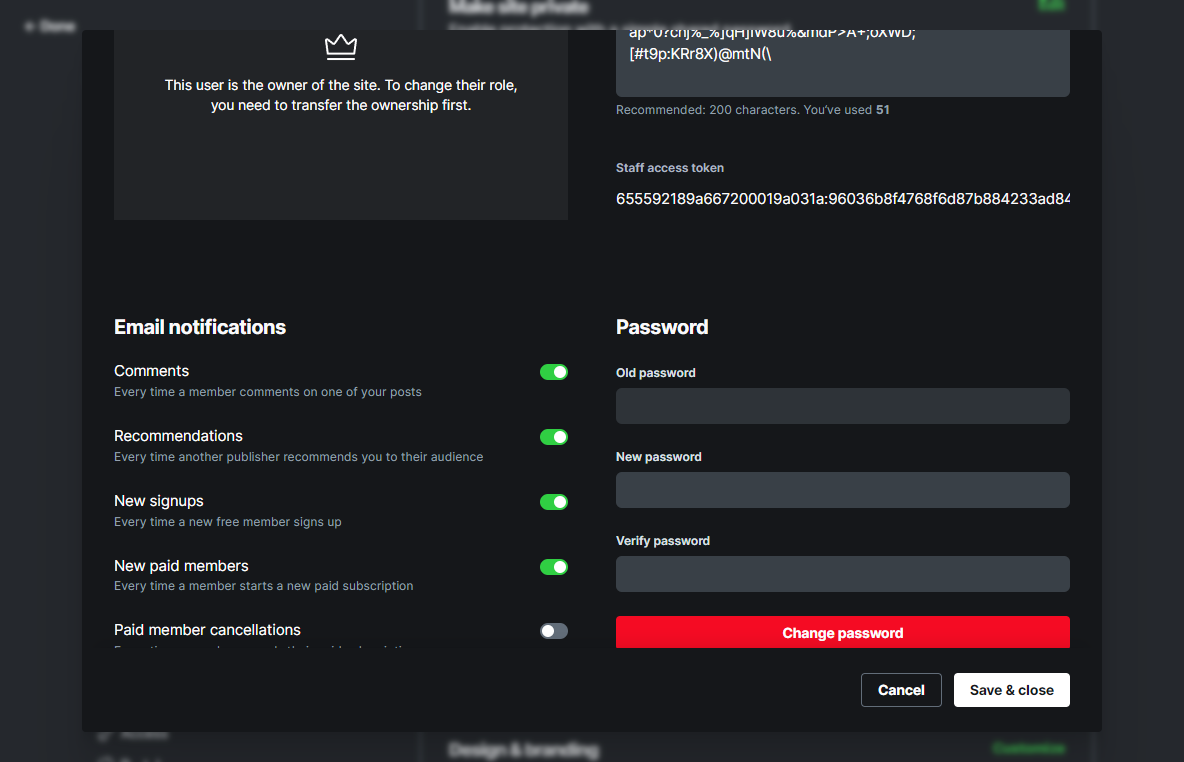 ← Done
Make site private
Edit
This user is the owner of the site. To change their role,
you need to transfer the ownership first.
[#t9p:KRr8X)@mtN(\
Recommended: 200 characters. You've used 51
Staff access token
655592189a667200019a031a:96036b8f4768f6d87b884233ad84
Email notifications
Comments
Every time a member comments on one of your posts
Recommendations
Every time another publisher recommends you to their audience
New signups
Every time a new free member signs up
New paid members
Every time a member starts a new paid subscription
Paid member cancellations
Password
Old password
New password
Verify password
Change password
Cancel
Save & close
Design & branding
Customize